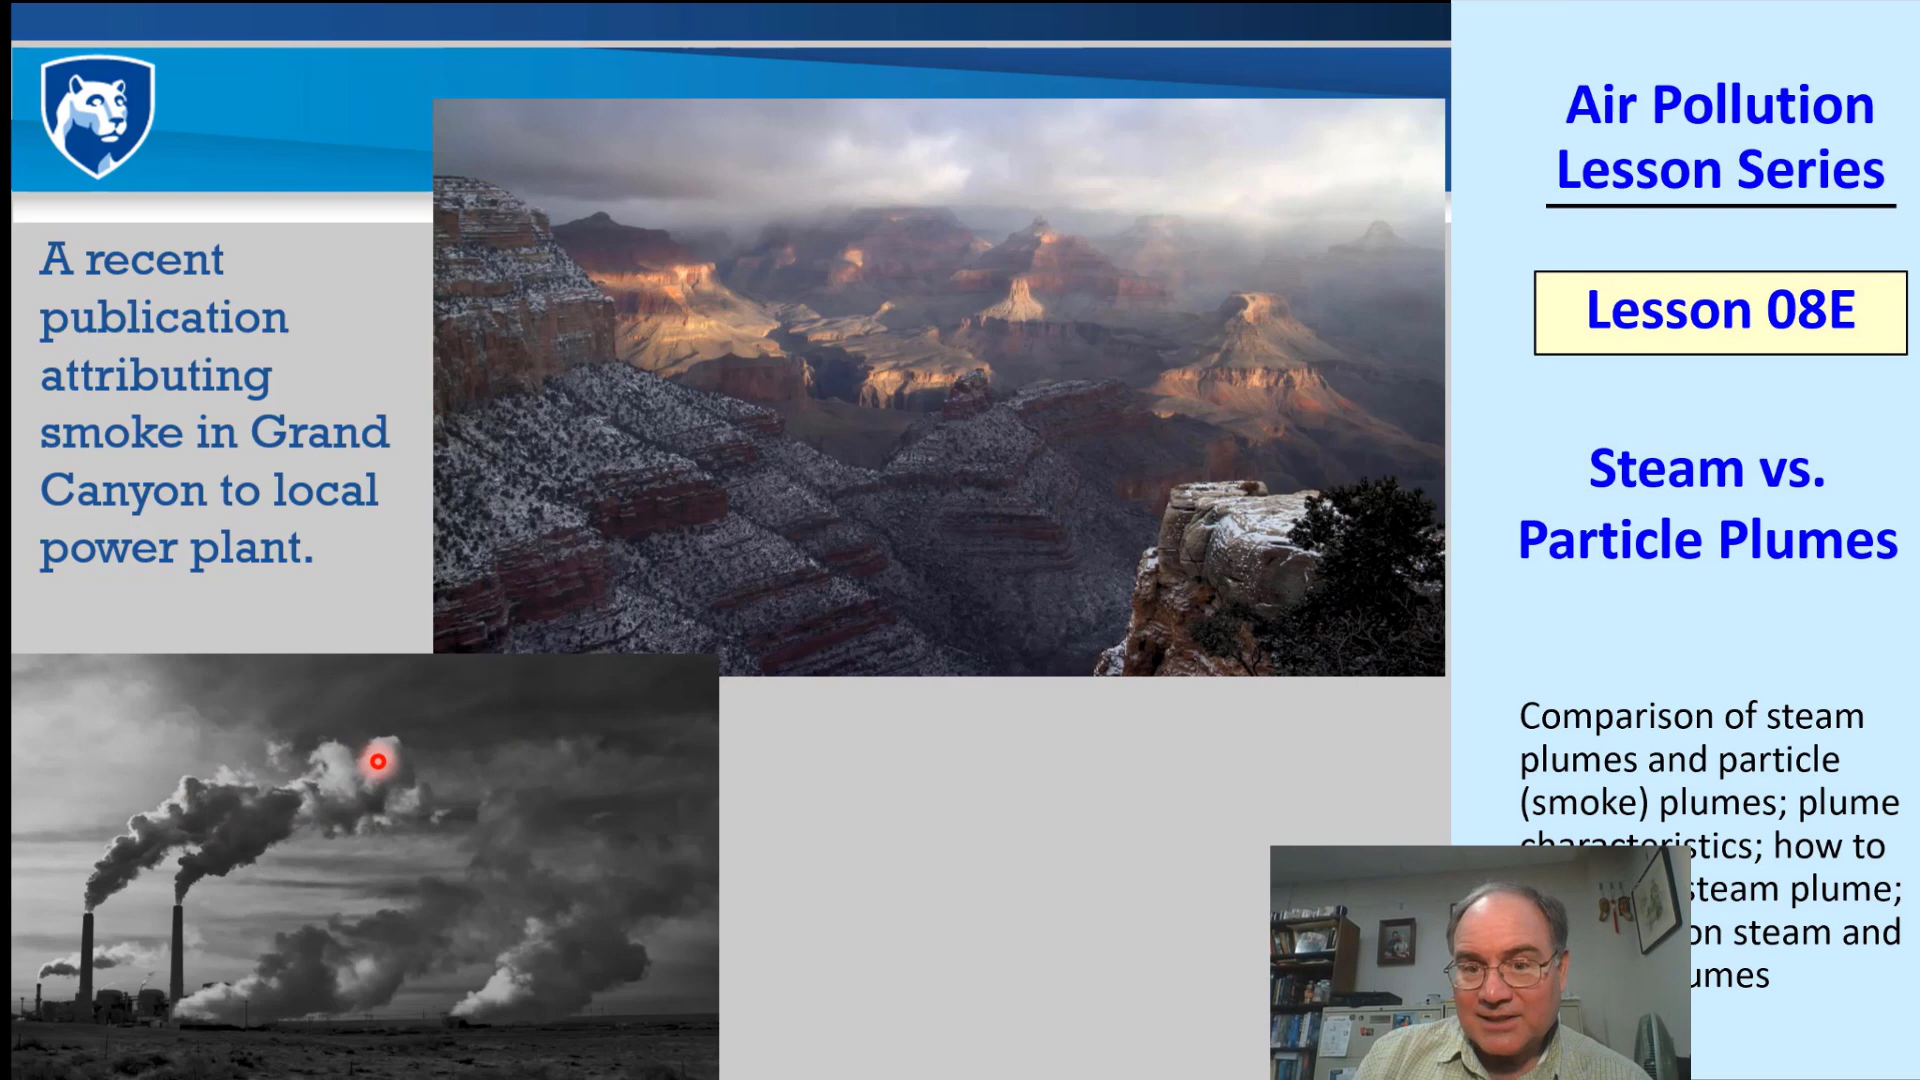 A recent
publication
attributing
smoke in Grand
Canyon to local
power plant.
Air Pollution
Lesson Series
Lesson 08E
Steam vs.
Particle Plumes
Comparison of steam
plumes and particle
(smoke) plumes; plume
characteristics; how to
steam plume;
on steam and